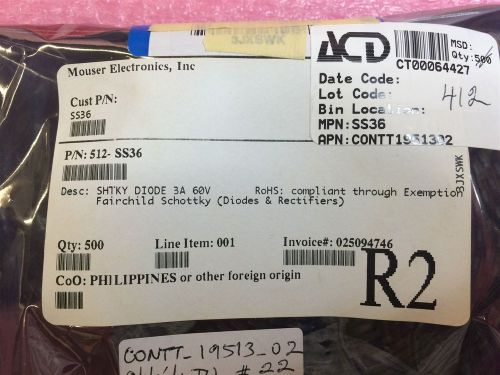 Mouser Electronics, Inc
Cust P/N:
SS36
P/N: 512- SS36
Desc: SHTKY DIODE 3A 60V RoHS: compliant through Exemption
Fairchild Schottky (Diodes & Rectifiers)
Qty: 500 Line Item: 001 Invoice#: 025094746
CoO: PHILIPPINES or other foreign origin
R2
ACD
MSD:
Qty: 500
CT00064427
Date Code:
Lot Code: 412
Bin Location:
MPN:SS36
APN:CONTT1951302
CONTT_19513_02
# 22